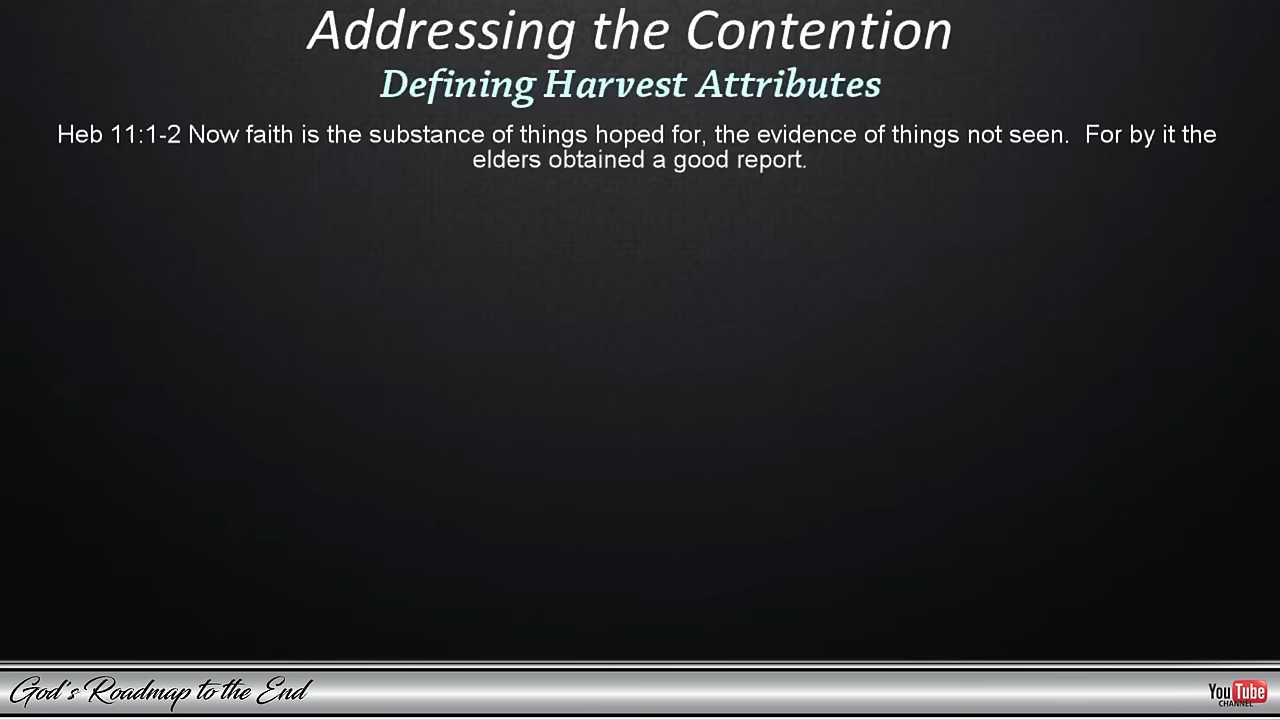 Addressing the Contention
Defining Harvest Attributes
Heb 11:1-2 Now faith is the substance of things hoped for, the evidence of things not seen.  For by it the
elders obtained a good report.
God's Roadmap to the End
YouTube
CHANNEL